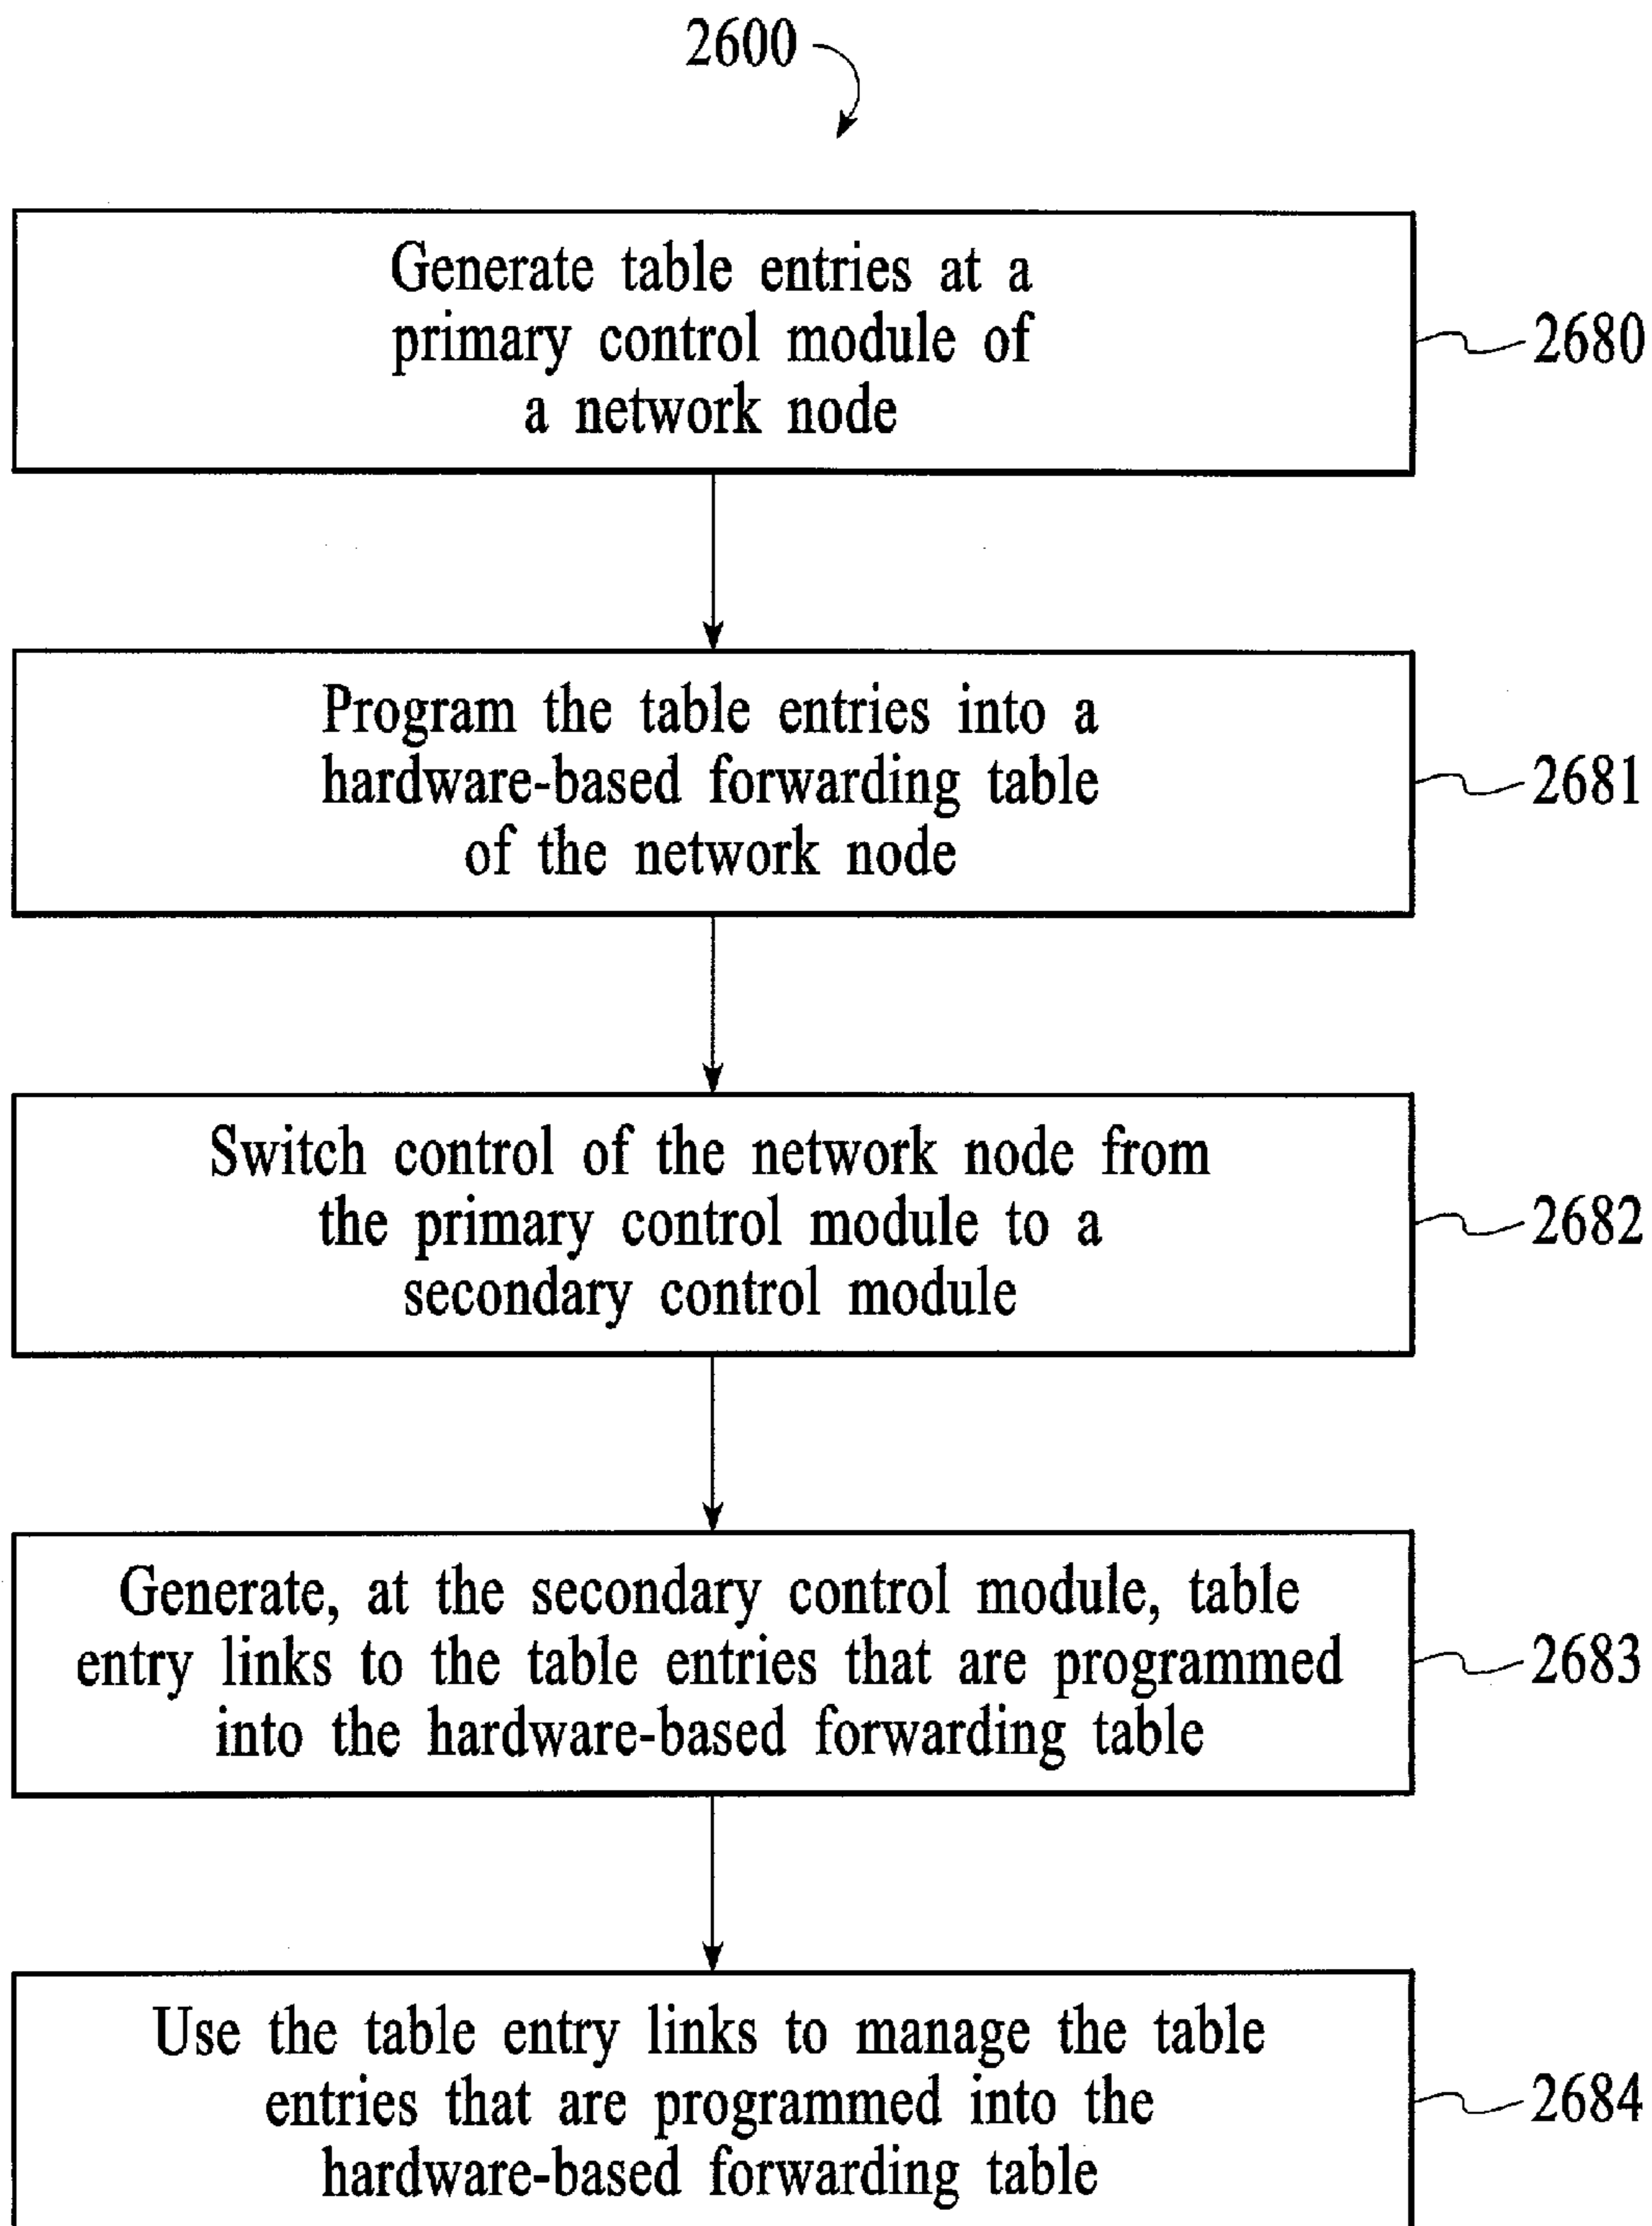 2600
Generate table entries at a
primary control module of
a network node
2680
Program the table entries into a
hardware-based forwarding table
of the network node
2681
Switch control of the network node from
the primary control module to a
secondary control module
2682
Generate, at the secondary control module, table
entry links to the table entries that are programmed
into the hardware-based forwarding table
2683
Use the table entry links to manage the table
entries that are programmed into the
hardware-based forwarding table
2684